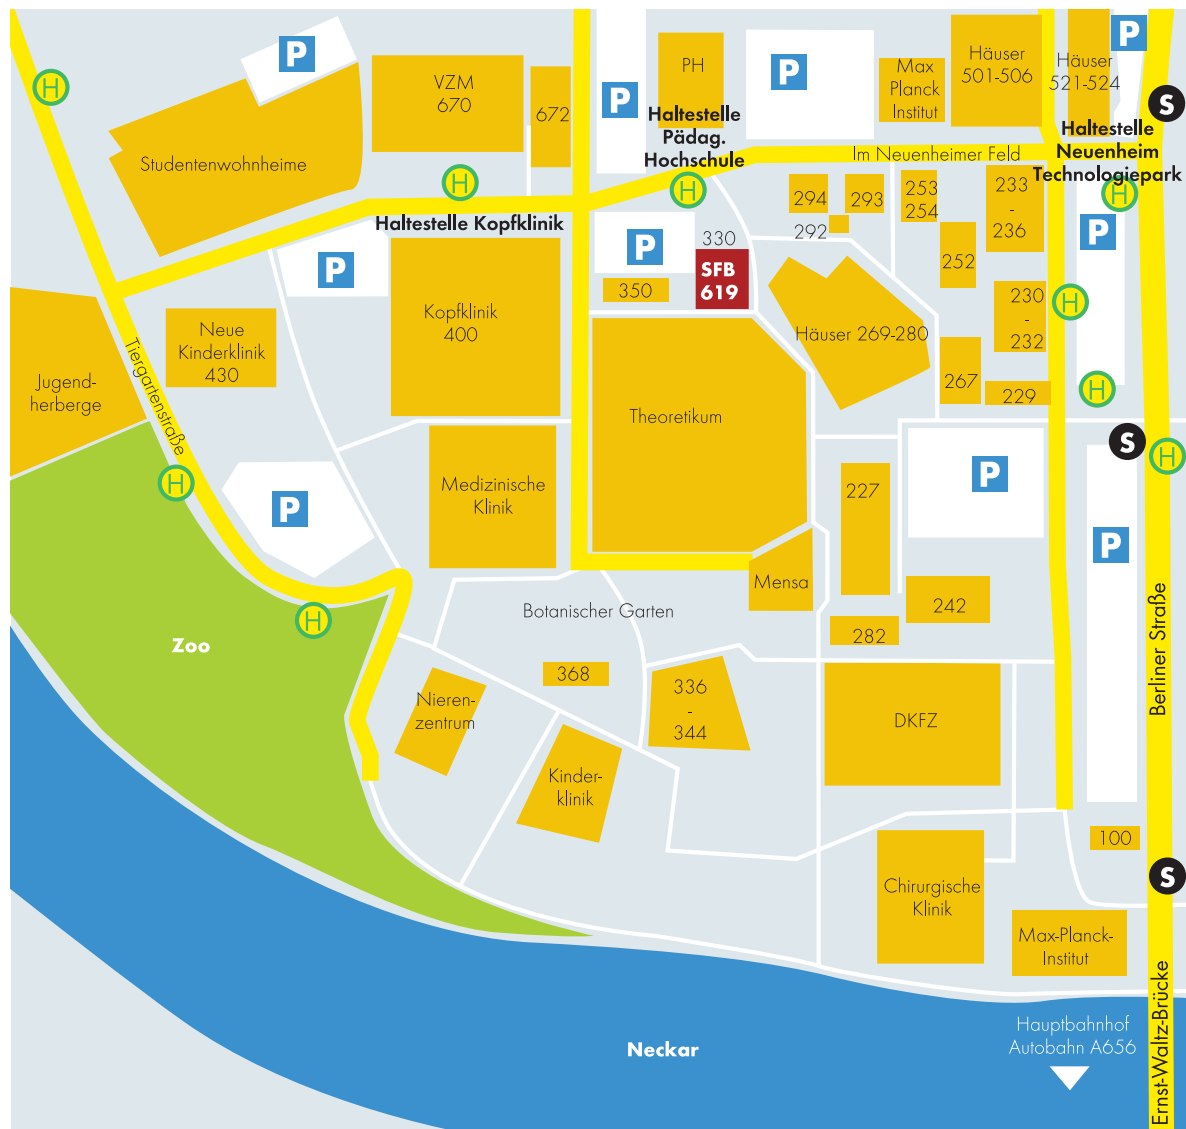 P
P
P
P
H
S
VZM
670
672
PH
Max
Planck
Institut
Häuser
501-506
Häuser
521-524
Haltestelle
Pädag.
Hochschule
Haltestelle
Neuenheim
Technologiepark
Studentenwohnheime
Im Neuenheimer Feld
H
H
H
Haltestelle Kopfklinik
294
293
292
253
254
233
-
236
P
P
P
330
SFB
619
350
252
230
-
232
H
Kopfklinik
400
Neue
Kinderklinik
430
Häuser 269-280
Tiergartenstraße
Jugend-
herberge
267
229
H
Theoretikum
S
H
H
P
P
P
Medizinische
Klinik
227
Mensa
242
282
Botanischer Garten
H
Zoo
368
336
-
344
Nieren-
zentrum
DKFZ
Berliner Straße
Kinder-
klinik
100
S
Chirurgische
Klinik
Max-Planck-
Institut
Ernst-Waltz-Brücke
Hauptbahnhof
Autobahn A656
Neckar